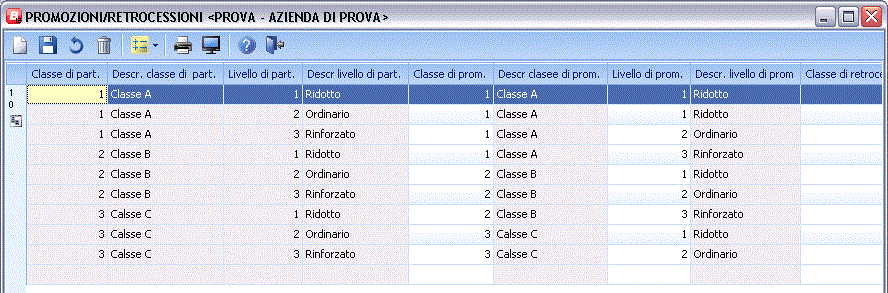 PROMOZIONI/RETROCESSIONI <PROVA - AZIENDA DI PROVA>
Classe di part. Descr. classe di part. Livello di part. Descr livello di part. Classe di prom. Descr clasee di prom. Livello di prom. Descr. livello di prom Classe di retroce
1 Classe A 1 Ridotto 1 Classe A 1 Ridotto
1 Classe A 2 Ordinario 1 Classe A 1 Ridotto
1 Classe A 3 Rinforzato 1 Classe A 2 Ordinario
2 Classe B 1 Ridotto 1 Classe A 3 Rinforzato
2 Classe B 2 Ordinario 2 Classe B 1 Ridotto
2 Classe B 3 Rinforzato 2 Classe B 2 Ordinario
3 Calsse C 1 Ridotto 2 Classe B 3 Rinforzato
3 Calsse C 2 Ordinario 3 Calsse C 1 Ridotto
3 Calsse C 3 Rinforzato 3 Calsse C 2 Ordinario
1
0